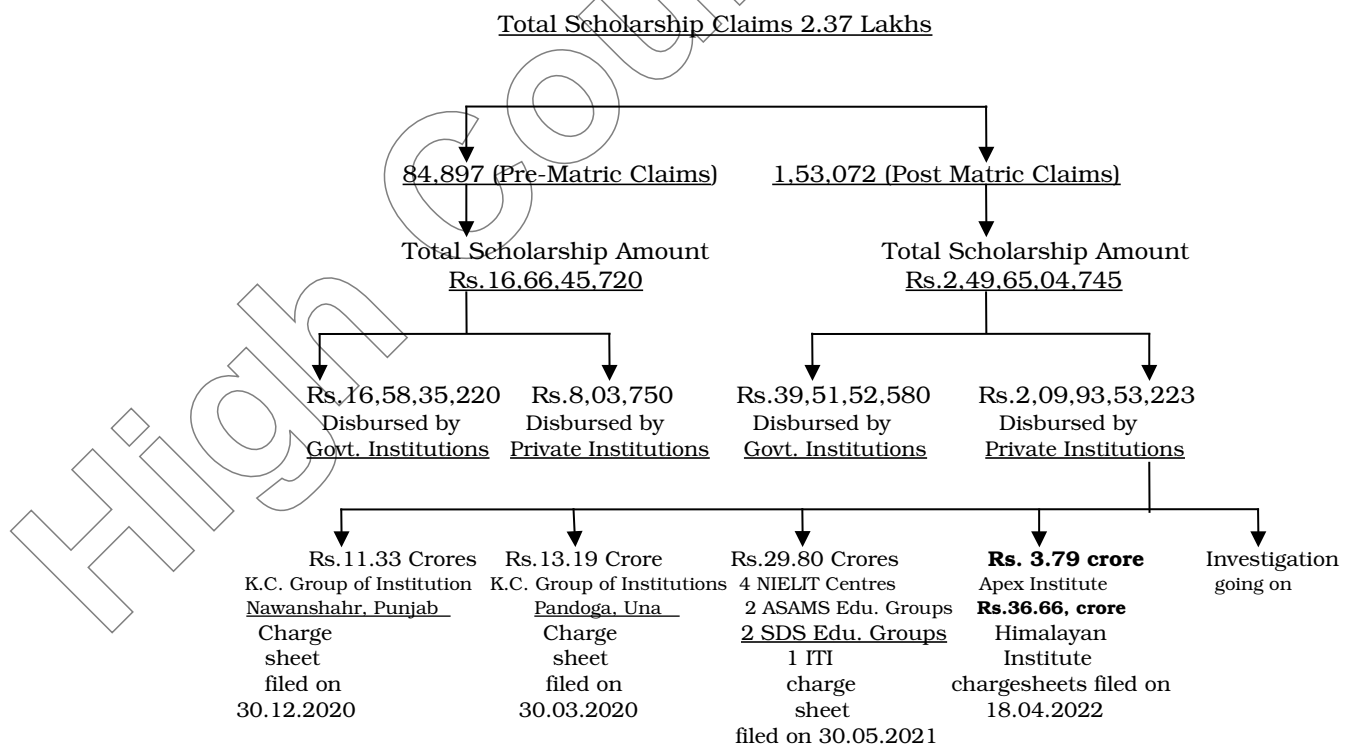 Total Scholarship Claims 2.37 Lakhs
84,897 (Pre-Matric Claims)
1,53,072 (Post Matric Claims)
Total Scholarship Amount
Rs.16,66,45,720
Total Scholarship Amount
Rs.2,49,65,04,745
Rs.16,58,35,220
Disbursed by
Govt. Institutions
Rs.8,03,750
Disbursed by
Private Institutions
Rs.39,51,52,580
Disbursed by
Govt. Institutions
Rs.2,09,93,53,223
Disbursed by
Private Institutions
Rs.11.33 Crores
K.C. Group of Institution
Nawanshahr, Punjab
Charge
sheet
filed on
30.12.2020
Rs.13.19 Crore
K.C. Group of Institutions
Pandoga, Una
Charge
sheet
filed on
30.03.2020
Rs.29.80 Crores
4 NIELIT Centres
2 ASAMS Edu. Groups
2 SDS Edu. Groups
1 ITI
charge
sheet
filed on 30.05.2021
Rs. 3.79 crore
Apex Institute
Rs.36.66, crore
Himalayan
Institute
chargesheets filed on
18.04.2022
Investigation
going on
High